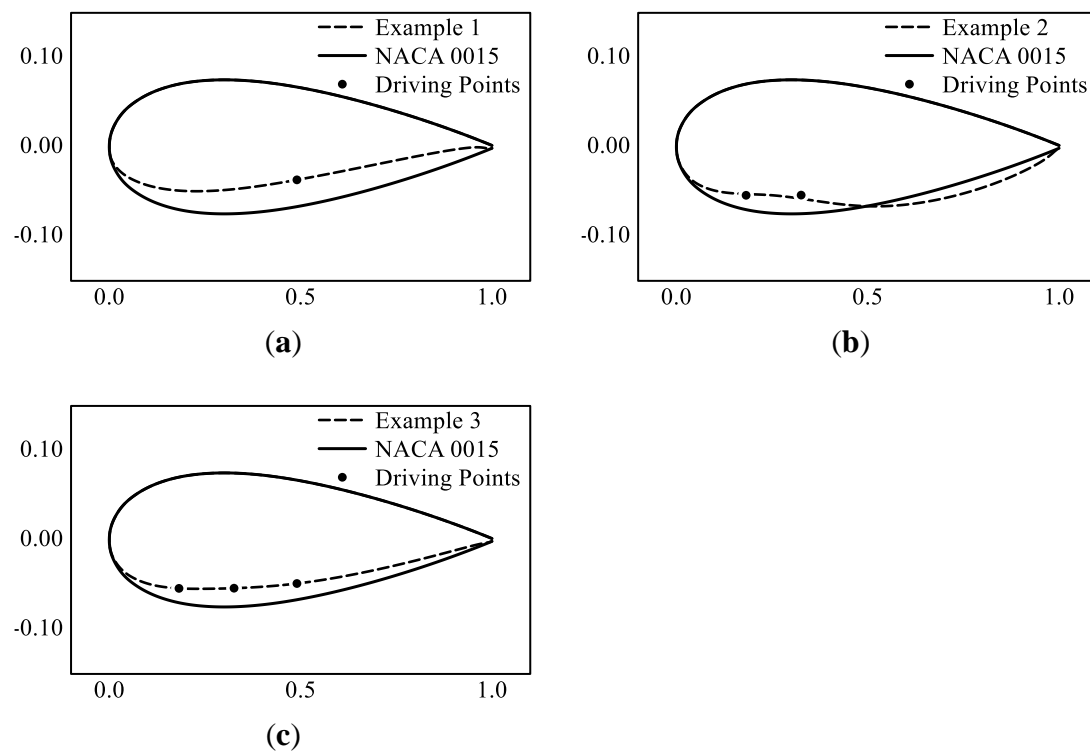 Example 1
NACA 0015
Driving Points
0.10
0.00
-0.10
0.0 0.5 1.0
(a)
Example 2
NACA 0015
Driving Points
0.10
0.00
-0.10
0.0 0.5 1.0
(b)
Example 3
NACA 0015
Driving Points
0.10
0.00
-0.10
0.0 0.5 1.0
(c)